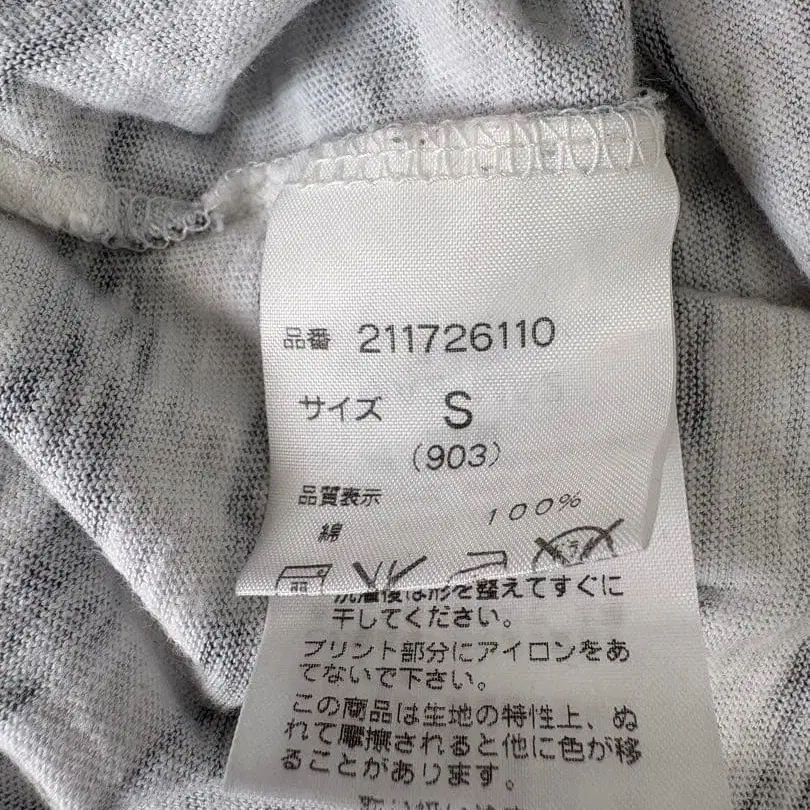 品番 211726110
サイズ S
(903)
品質表示
綿 100%
洗濯後は形を整えてすぐに
干してください。
プリント部分にアイロンをあ
てないで下さい。
この商品は生地の特性上、ぬ
れて摩擦されると他に色が移
ることがあります。